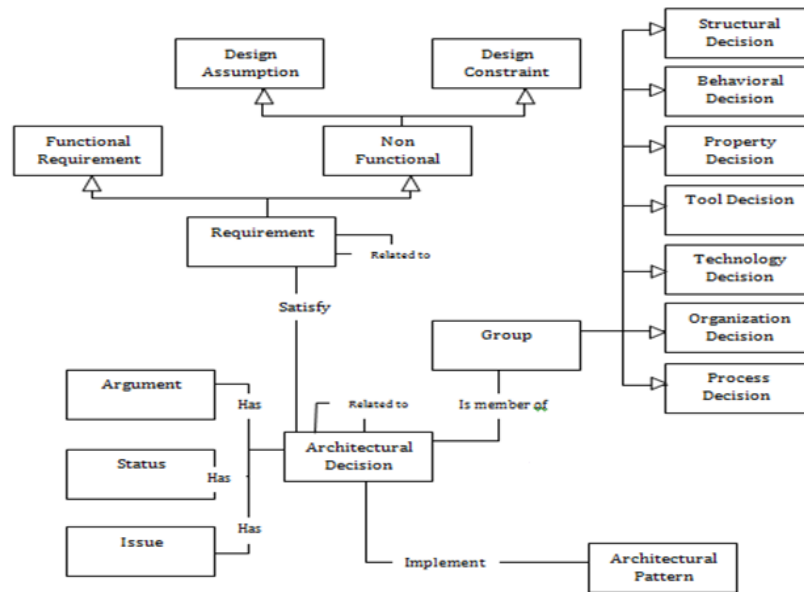 Design
Assumption
Design
Constraint
Structural
Decision
Behavioral
Decision
Functional
Requirement
Non
Functional
Property
Decision
Tool Decision
Requirement
Related to
Technology
Decision
Satisfy
Group
Organization
Decision
Argument
Has
Related to
Is member of
Process
Decision
Architectural
Decision
Status
Has
Issue
Has
Implement
Architectural
Pattern